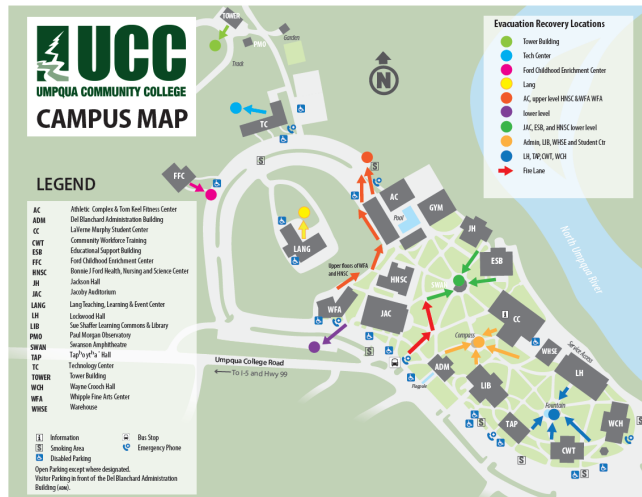 UCC
UMPQUA COMMUNITY COLLEGE
CAMPUS MAP
LEGEND
AC Athletic Complex & Tom Keel Fitness Center
ADM Del Blanchard Administration Building
CC LaVerne Murphy Student Center
CWT Community Workforce Training
ESB Educational Support Building
FFC Ford Childhood Enrichment Center
HNSC Bonnie J Ford Health, Nursing and Science Center
JH Jackson Hall
JAC Jacoby Auditorium
LANG Lang Teaching, Learning & Event Center
LH Lockwood Hall
LIB Sue Shaffer Learning Commons & Library
PMO Paul Morgan Observatory
SWAN Swanson Amphitheatre
TAP Hall
TC Technology Center
TOWER Tower Building
WCH Wayne Crooch Hall
WFA Whipple Fine Arts Center
WHSE Warehouse
i Information
S Smoking Area
Disabled Parking
Bus Stop
Emergency Phone
Open Parking except where designated.
Visitor Parking in front of the Del Blanchard Administration
Building (ADM).
Evacuation Recovery Locations
Tower Building
Tech Center
Ford Childhood Enrichment Center
Lang
AC, upper level HNSC &WFA WFA
lower level
JAC, ESB, and HNSC lower level
Admin, LIB, WHSE and Student Ctr
LH, TAP, CWT, WCH
Fire Lane
TOWER
PMO
Garden
Track
N
TC
FFC
S
S
AC
GYM
Pool
JH
LANG
ESB
North Umpqua River
Upper floors of WFA
and HNSC
HNSC
SWAN
WFA
JAC
i
CC
Campus
WHSE
Service Access
S
Umpqua College Road
To i-5 and Hwy 99
ADM
LH
Flagpole
LIB
Fountain
TAP
WCH
S
CWT
S